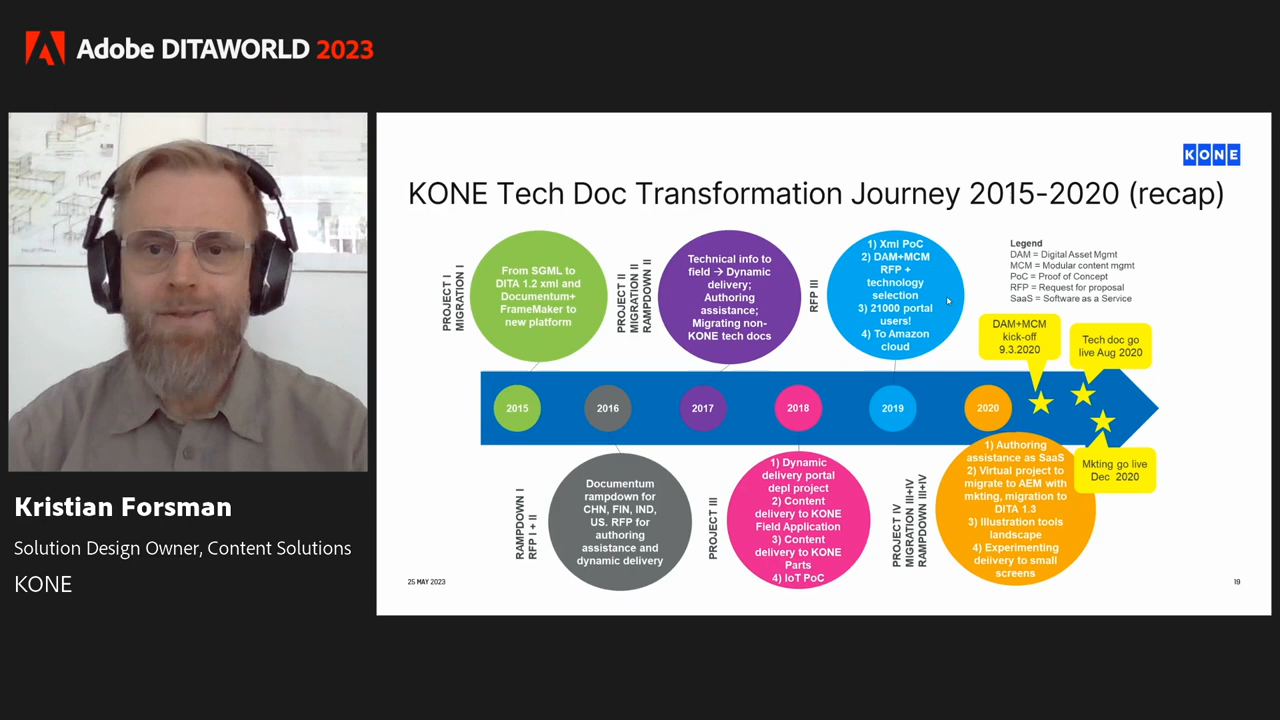 Adobe DITAWORLD 2023
KONE
KONE Tech Doc Transformation Journey 2015-2020 (recap)
PROJECT I
MIGRATION I
From SGML to
DITA 1.2 xml and
Documentum+
FrameMaker to
new platform
PROJECT II
MIGRATION II
RAMPDOWN II
Technical info to
field → Dynamic
delivery;
Authoring
assistance;
Migrating non-
KONE tech docs
RFP III
1) Xml PoC
2) DAM+MCM
RFP +
technology
selection
3) 21000 portal
users!
4) To Amazon
cloud
Legend
DAM = Digital Asset Mgmt
MCM = Modular content mgmt
PoC = Proof of Concept
RFP = Request for proposal
SaaS = Software as a Service
DAM+MCM
kick-off
9.3.2020
Tech doc go
live Aug 2020
2015
2016
2017
2018
2019
2020
Mkting go live
Dec 2020
RAMPDOWN I
RFP I + II
Documentum
rampdown for
CHN, FIN, IND,
US. RFP for
authoring
assistance and
dynamic delivery
PROJECT III
1) Dynamic
delivery portal
depl project
2) Content
delivery to KONE
Field Application
3) Content
delivery to KONE
Parts
4) IoT PoC
PROJECT IV
MIGRATION III+IV
RAMPDOWN III+IV
1) Authoring
assistance as SaaS
2) Virtual project to
migrate to AEM with
mkting, migration to
DITA 1.3
3) Illustration tools
landscape
4) Experimenting
delivery to small
screens
25 MAY 2023
19
Kristian Forsman
Solution Design Owner, Content Solutions
KONE